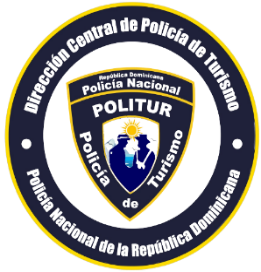 Dirección Central de Policía de Turismo
República Dominicana
Policía Nacional
POLITUR
Policía
de
Turismo
Policía Nacional de la República Dominicana